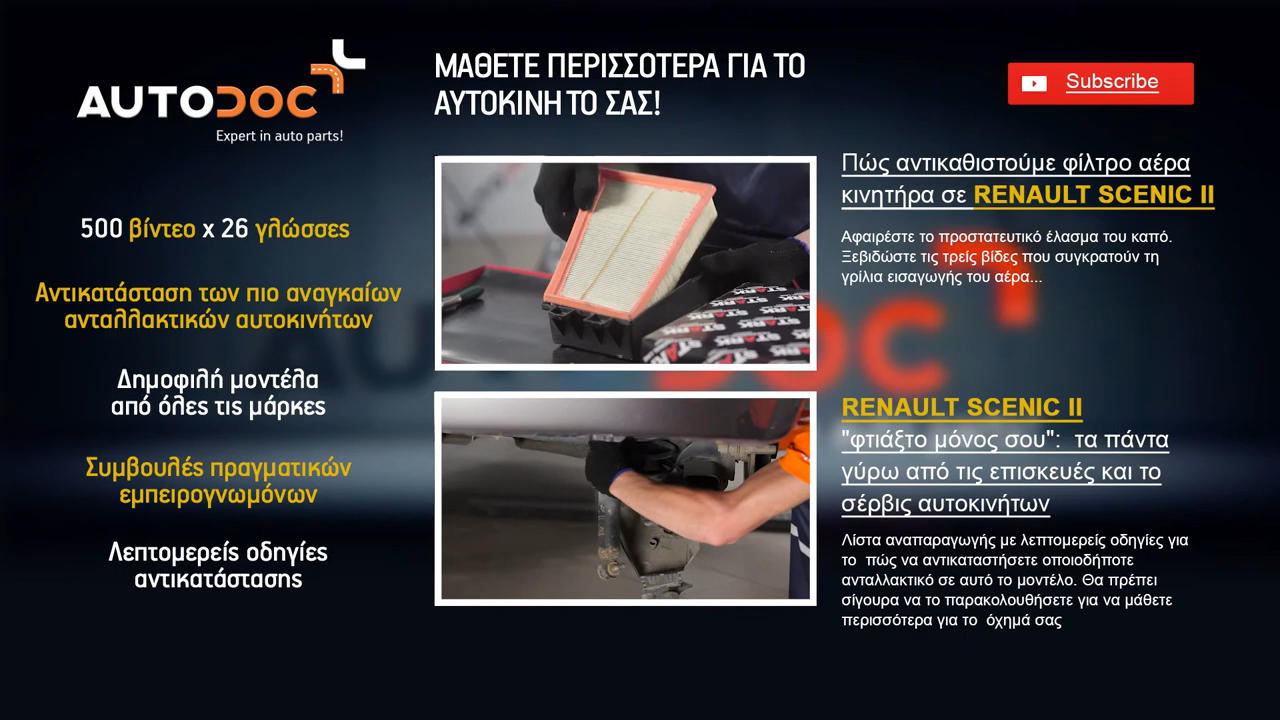 AUTODOC
Expert in auto parts!
500 βίντεο x 26 γλώσσες
Αντικατάσταση των πιο αναγκαίων
ανταλλακτικών αυτοκινήτων
Δημοφιλή μοντέλα
από όλες τις μάρκες
Συμβουλές πραγματικών
εμπειρογνωμόνων
Λεπτομερείς οδηγίες
αντικατάστασης
ΜΑΘΕΤΕ ΠΕΡΙΣΣΟΤΕΡΑ ΓΙΑ ΤΟ
ΑΥΤΟΚΙΝΗΤΟ ΣΑΣ!
Subscribe
Πώς αντικαθιστούμε φίλτρο αέρα
κινητήρα σε RENAULT SCENIC II
Αφαιρέστε το προστατευτικό έλασμα του καπό.
Ξεβιδώστε τις τρείς βίδες που συγκρατούν τη
γρίλια εισαγωγής του αέρα...
STARK
STARK
STARK
RENAULT SCENIC II
"φτιάξτο μόνος σου":  τα πάντα
γύρω από τις επισκευές και το
σέρβις αυτοκινήτων
Λίστα αναπαραγωγής με λεπτομερείς οδηγίες για
το  πώς να αντικαταστήσετε οποιοδήποτε
ανταλλακτικό σε αυτό το μοντέλο. Θα πρέπει
σίγουρα να το παρακολουθήσετε για να μάθετε
περισσότερα για το  όχημά σας